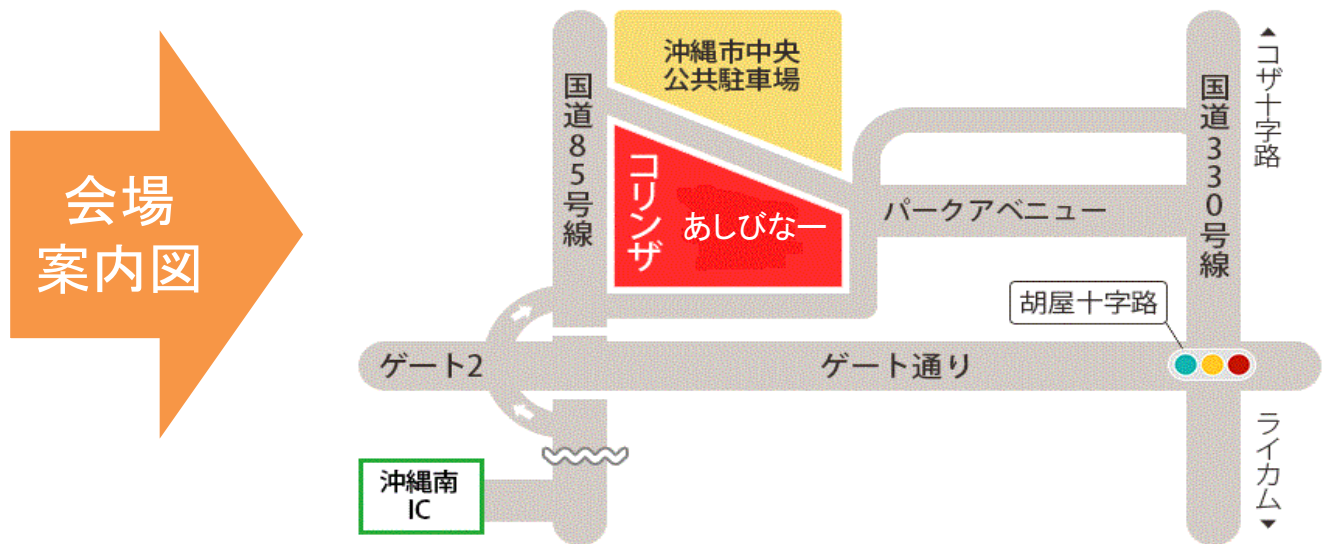 会場
案内図
沖縄市中央
公共駐車場
国道85号線
コリンザ
あしびなー
パークアベニュー
国道330号線
▲コザ十字路
胡屋十字路
ゲート2
ゲート通り
沖縄南
IC
ライカム▼